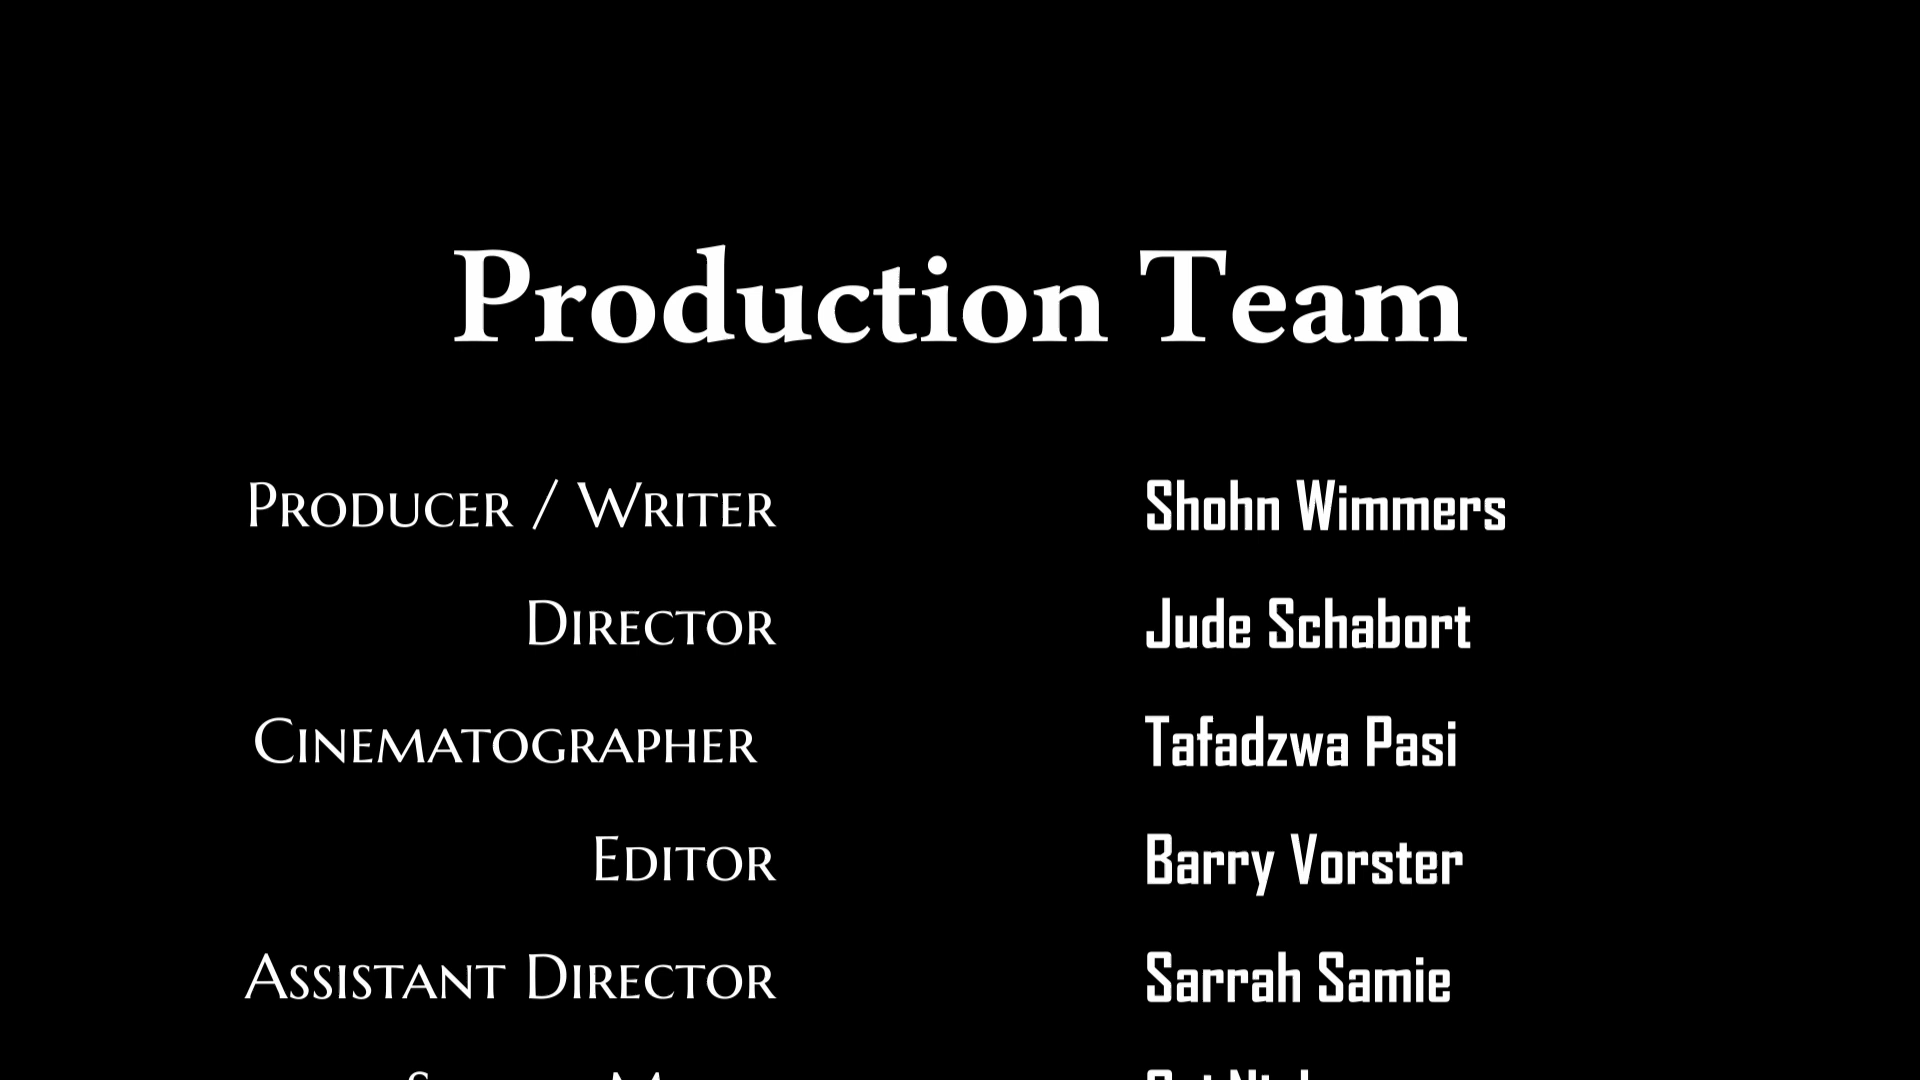 Production Team
Producer / Writer Shohn Wimmers
Director Jude Schabort
Cinematographer Tafadzwa Pasi
Editor Barry Vorster
Assistant Director Sarrah Samie